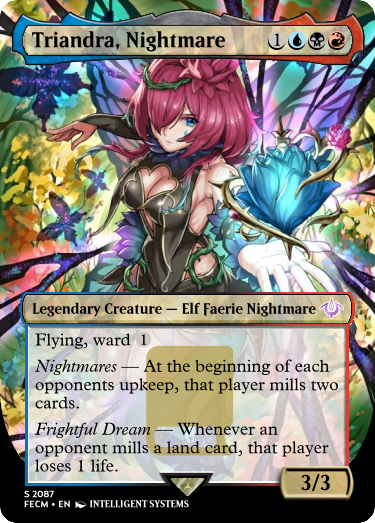 Triandra, Nightmare 1
Legendary Creature — Elf Faerie Nightmare
Flying, ward 1
Nightmares — At the beginning of each
opponents upkeep, that player mills two
cards.
Frightful Dream — Whenever an
opponent mills a land card, that player
loses 1 life.
3/3
S 2087
FECM • EN INTELLIGENT SYSTEMS